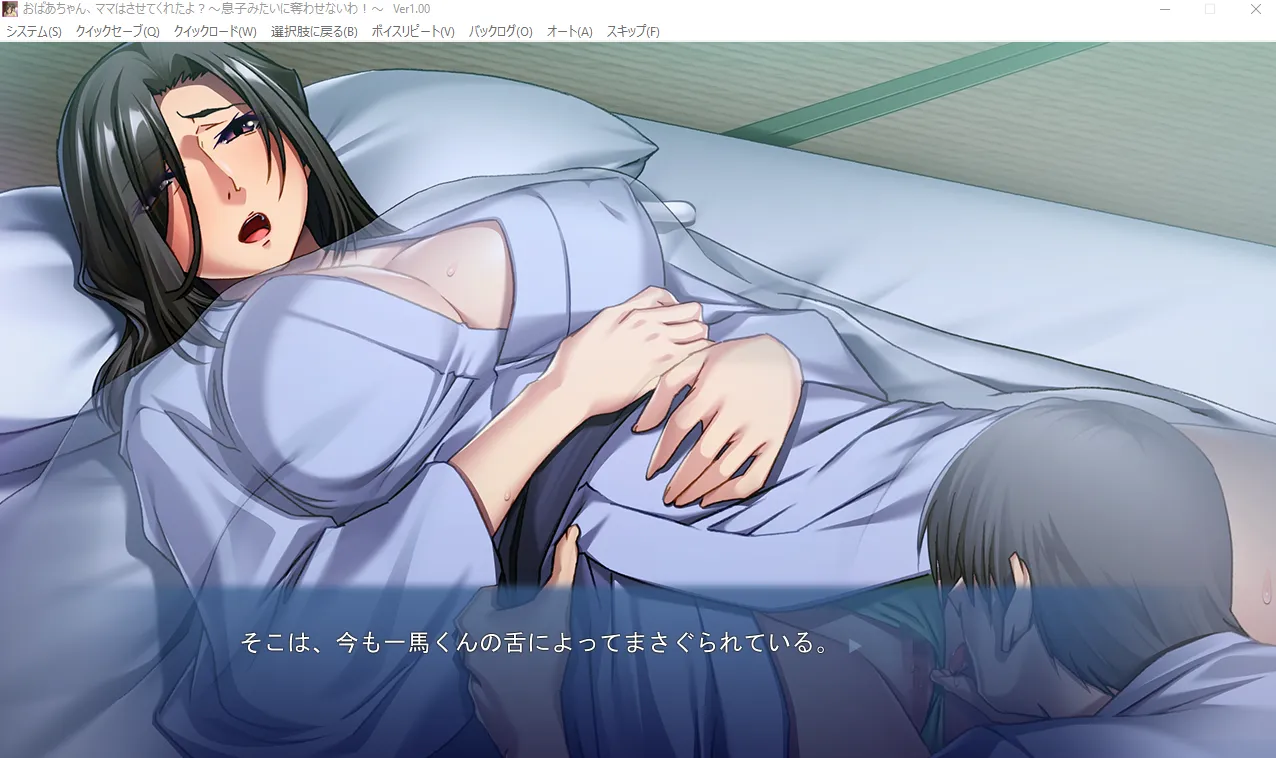 おばあちゃん、ママはさせてくれたよ？～息子みたいに奪わせないわ！～ Ver1.00
システム(S) クイックセーブ(Q) クイックロード(W) 選択肢に戻る(B) ボイスリピート(V) バックログ(O) オート(A) スキップ(F)
そこは、今も一馬くんの舌によってまさぐられている。